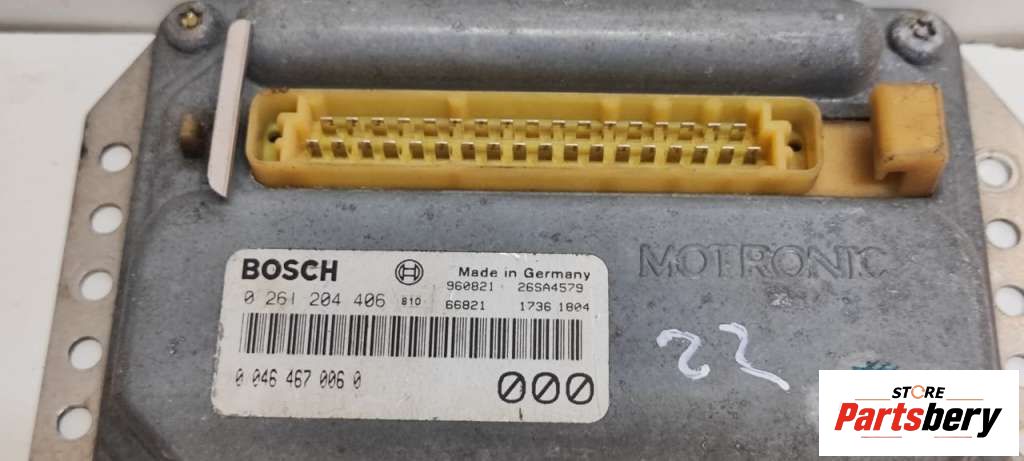 MOTRONIC
BOSCH
Made in Germany
960821 26SA4579
0 261 204 406 810 66821 1736 1804
0 046 467 006 0
000
22
STORE
Partsbery